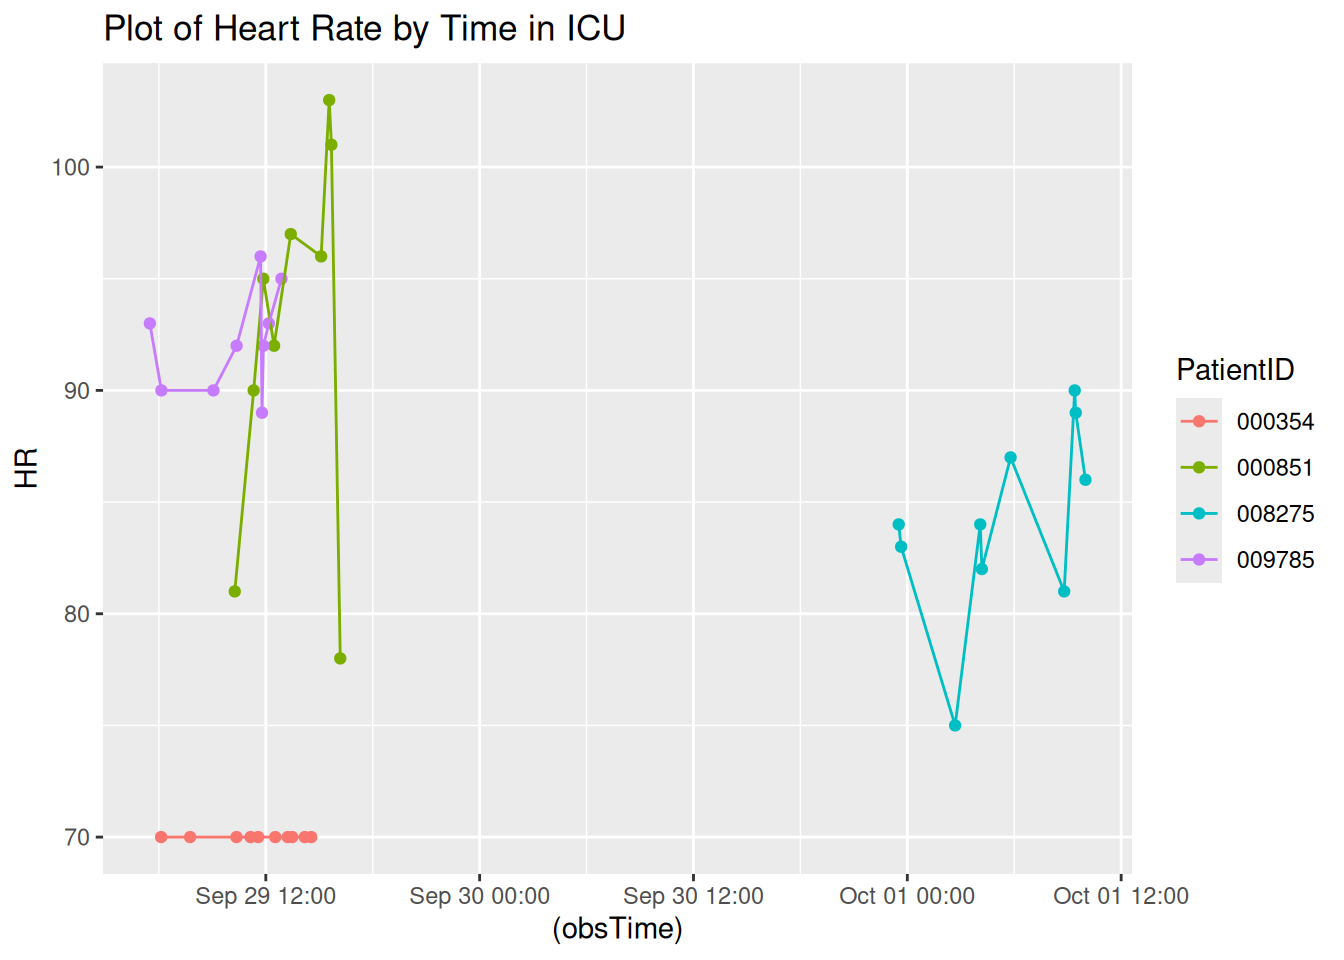 Plot of Heart Rate by Time in ICU
100
90
80
70
HR
Sep 29 12:00
Sep 30 00:00
Sep 30 12:00
Oct 01 00:00
Oct 01 12:00
(obsTime)
PatientID
000354
000851
008275
009785